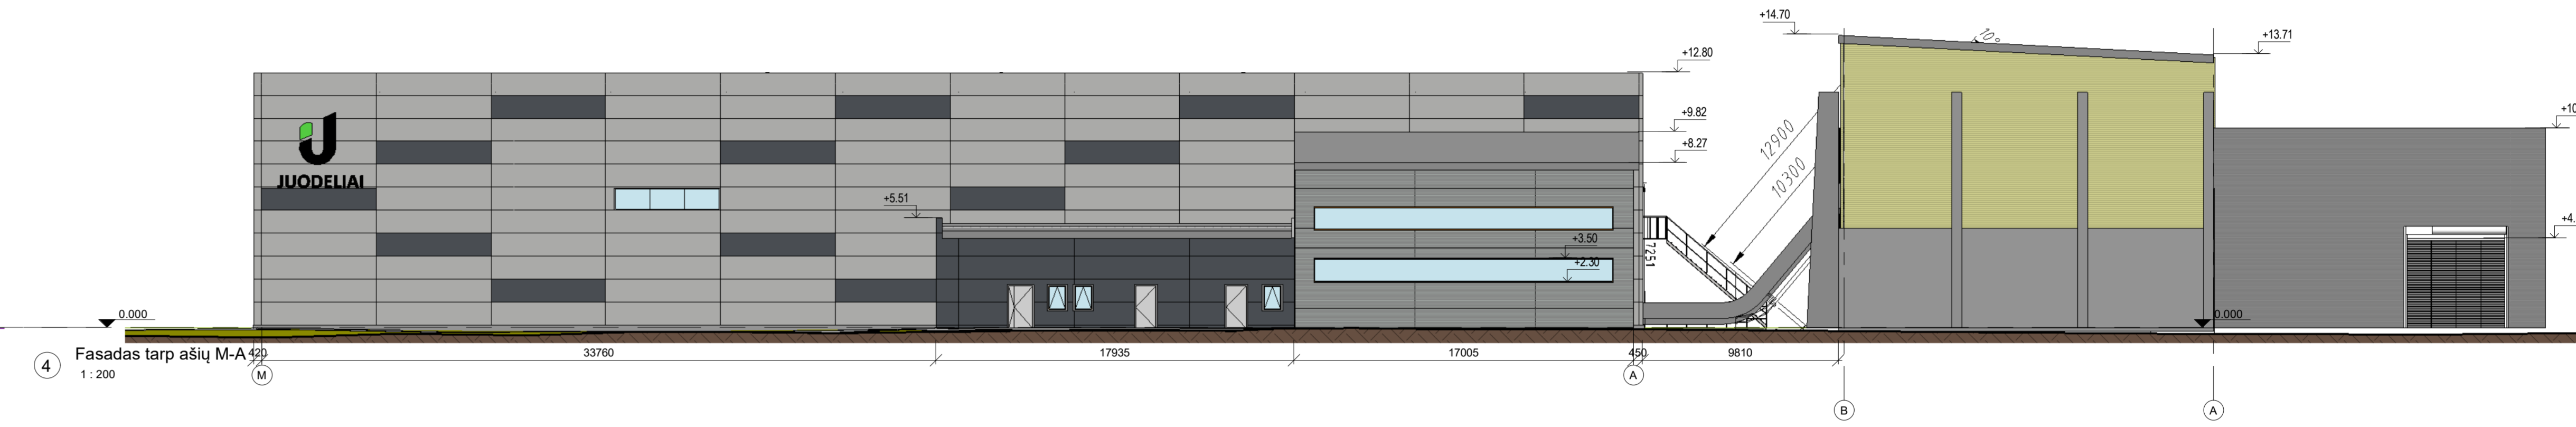 +14.70
10°
+13.71
+12.80
+9.82
+8.27
12900
10300
JUODELIAI
+5.51
+3.50
+2.30
7251
0.000
0.000
4 Fasadas tarp ašių M-A
1 : 200
420 33760 17935 17005 450 9810
M A B A